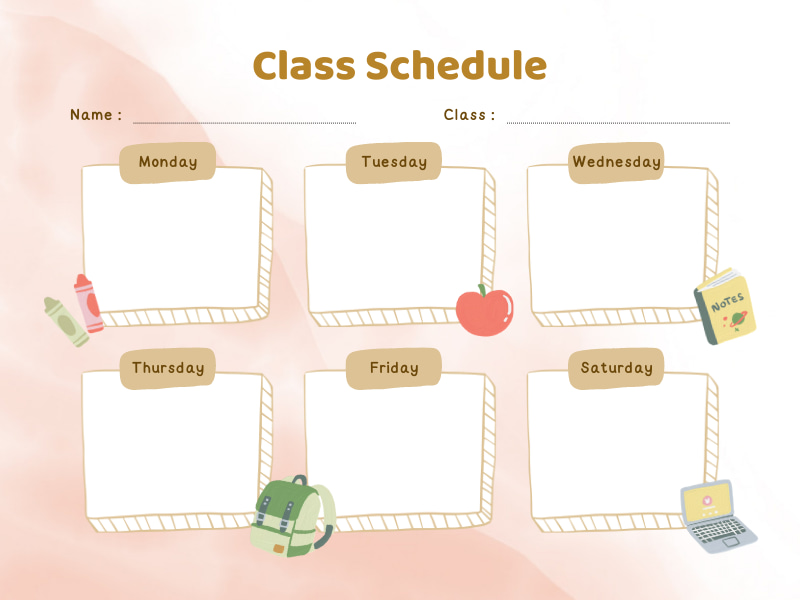 Class Schedule
Name :
Class :
Monday
Tuesday
Wednesday
NOTES
Thursday
Friday
Saturday